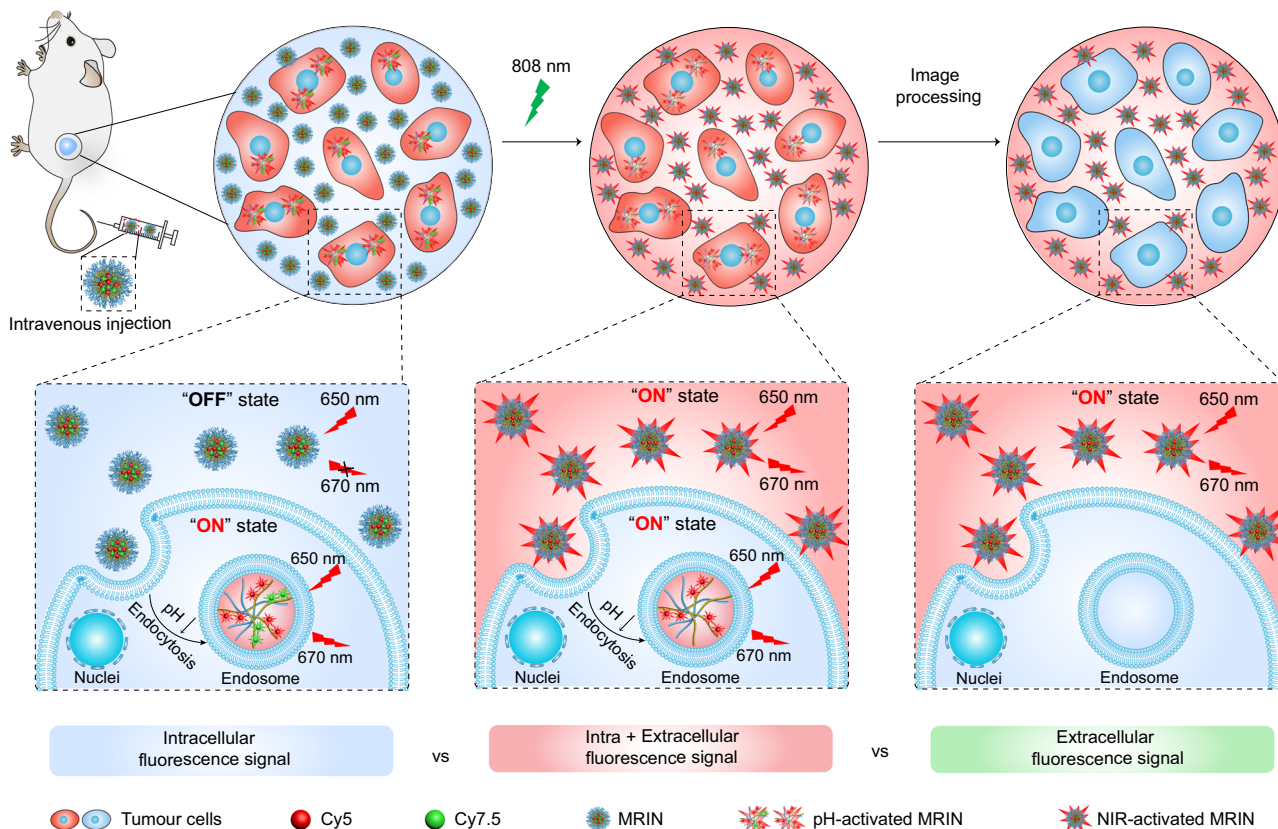 808 nm
Image
processing
Intravenous injection
“OFF” state
650 nm
670 nm
“ON” state
650 nm
670 nm
pH↓
Endocytosis
Nuclei
Endosome
“ON” state
650 nm
670 nm
“ON” state
650 nm
670 nm
pH↓
Endocytosis
Nuclei
Endosome
“ON” state
650 nm
670 nm
Nuclei
Endosome
Intracellular
fluorescence signal
vs
Intra + Extracellular
fluorescence signal
vs
Extracellular
fluorescence signal
Tumour cells
Cy5
Cy7.5
MRIN
pH-activated MRIN
NIR-activated MRIN